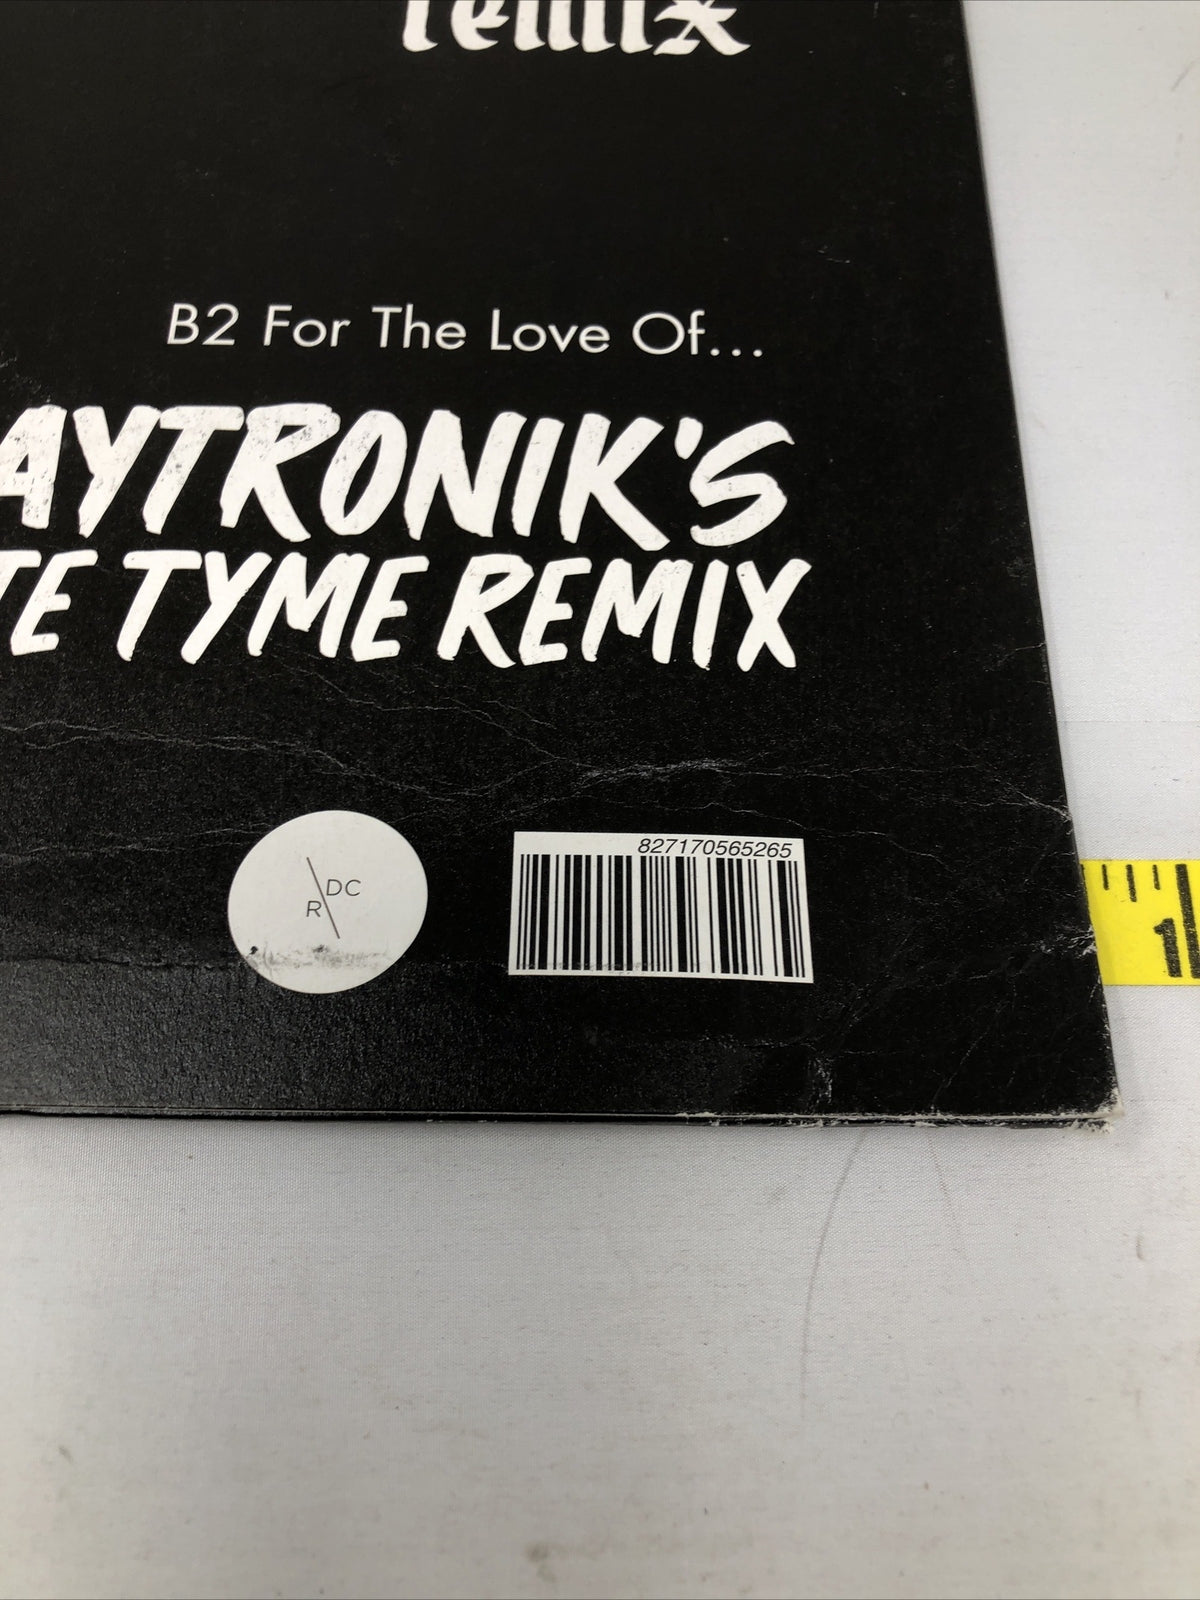 remix
B2 For The Love Of...
AYTRONIK'S
TE TYME REMIX
827170565265
DC
R
1